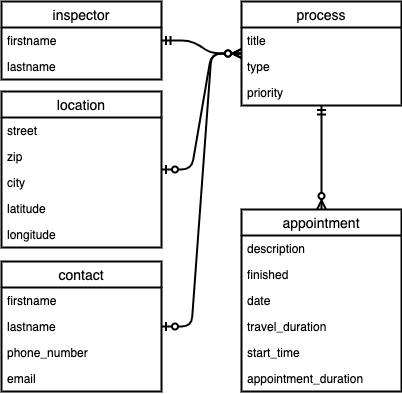 inspector
firstname
lastname
location
street
zip
city
latitude
longitude
contact
firstname
lastname
phone_number
email
process
title
type
priority
appointment
description
finished
date
travel_duration
start_time
appointment_duration